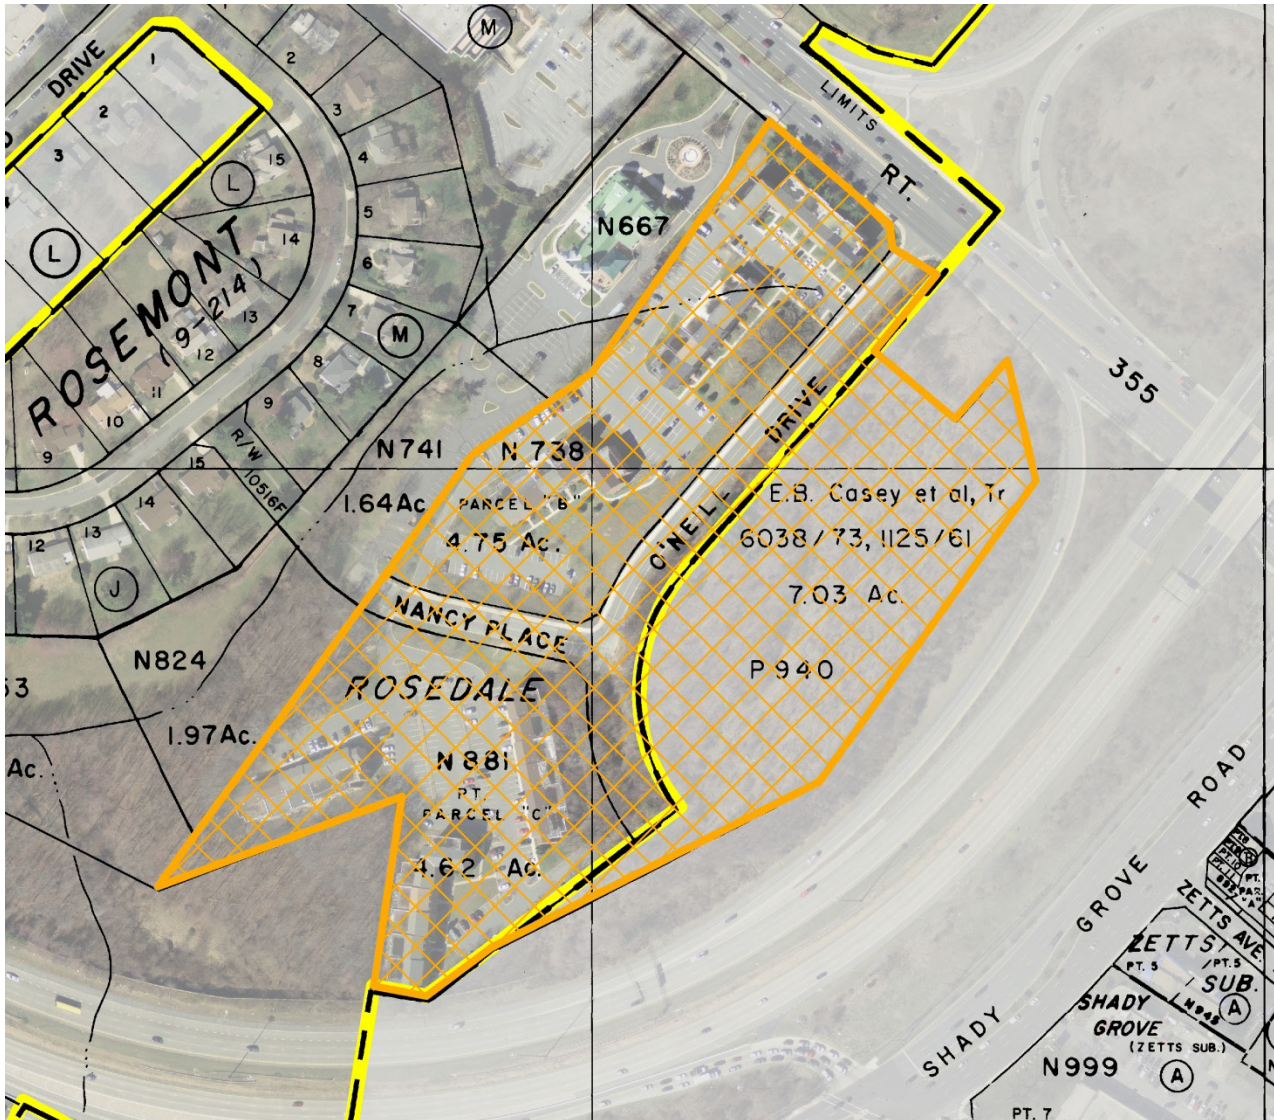 M
LIMITS
RT.
355
DRIVE
1
2
3
L
L
15
14
13
12
11
10
9
ROSEMONT
(9-214)
2
3
4
5
6
7
8
9
M
R/W 10516F
15
14
13
12
J
N667
N741
1.64Ac
N 738
PARCEL "B"
4.75 Ac.
O'NEILL DRIVE
E.B. Casey et al, Tr
6038/73, 1125/61
7.03 Ac.
P 940
NANCY PLACE
ROSEDALE
N824
1.97Ac.
53
Ac.
N 881
PT.
PARCEL "C"
4.62 Ac.
SHADY GROVE ROAD
ZETTS AVE.
ZETTS/
PT. 5
/PT.5
SUB.
N948
A
SHADY
GROVE
(ZETTS SUB.)
N999
A
PT. 7